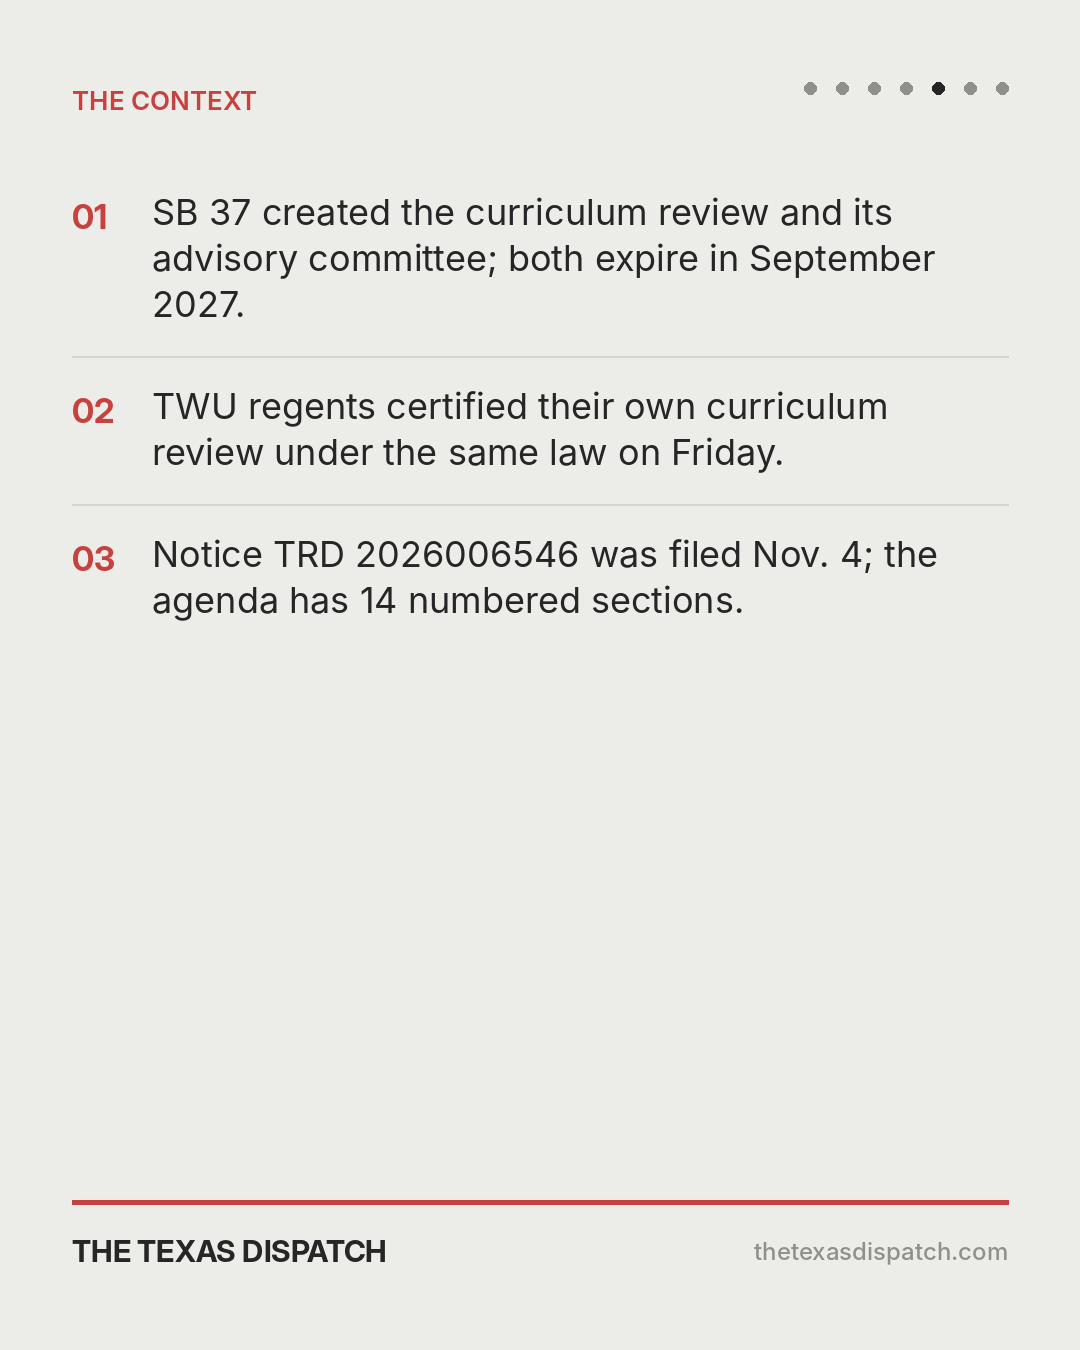 THE CONTEXT
01 SB 37 created the curriculum review and its
advisory committee; both expire in September
2027.
02 TWU regents certified their own curriculum
review under the same law on Friday.
03 Notice TRD 2026006546 was filed Nov. 4; the
agenda has 14 numbered sections.
THE TEXAS DISPATCH
thetexasdispatch.com